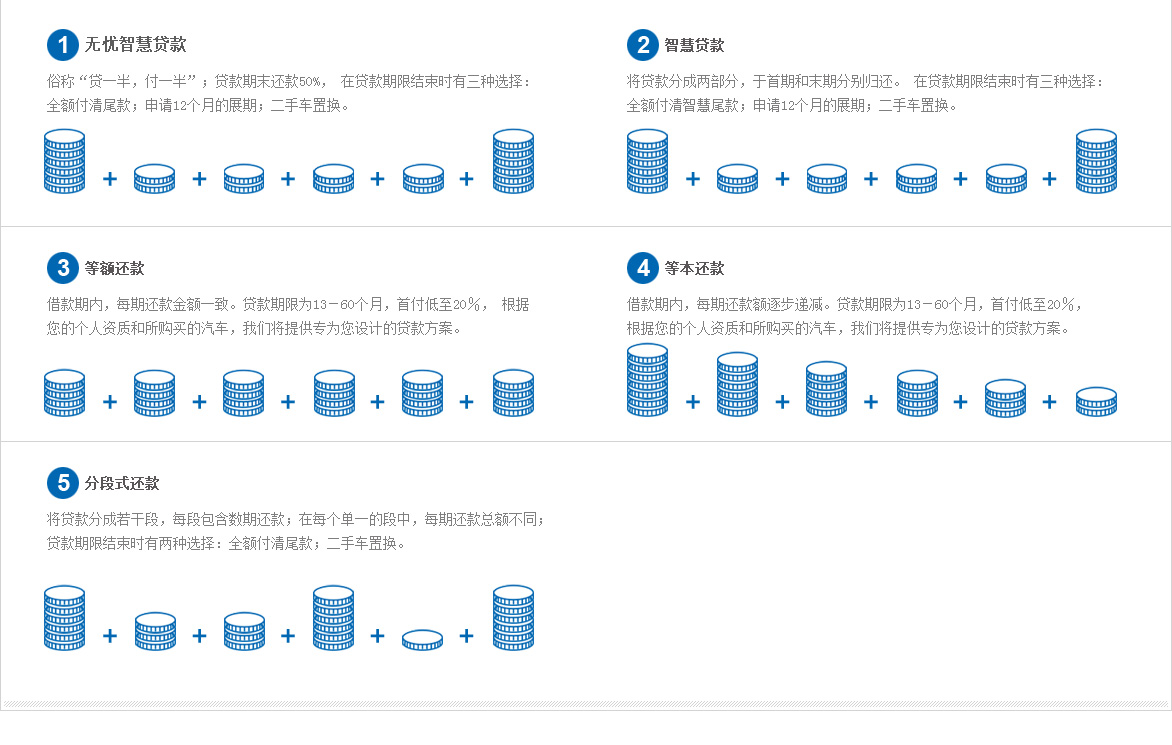 1 无忧智慧贷款
俗称“贷一半，付一半”；贷款期末还款50%， 在贷款期限结束时有三种选择：
全额付清尾款；申请12个月的展期；二手车置换。
2 智慧贷款
将贷款分成两部分，于首期和末期分别归还。 在贷款期限结束时有三种选择：
全额付清智慧尾款；申请12个月的展期；二手车置换。
3 等额还款
借款期内，每期还款金额一致。贷款期限为13－60个月，首付低至20％， 根据
您的个人资质和所购买的汽车，我们将提供专为您设计的贷款方案。
4 等本还款
借款期内，每期还款额逐步递减。贷款期限为13－60个月，首付低至20％，
根据您的个人资质和所购买的汽车，我们将提供专为您设计的贷款方案。
5 分段式还款
将贷款分成若干段，每段包含数期还款；在每个单一的段中，每期还款总额不同；
贷款期限结束时有两种选择：全额付清尾款；二手车置换。